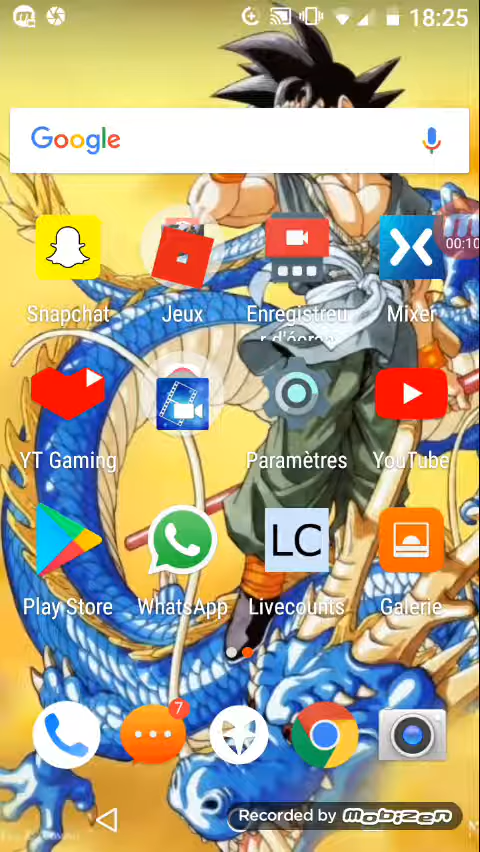 18:25
Google
00:10
Snapchat
Jeux
Enregistreu
r d'écran
Mixer
YT Gaming
Paramètres
YouTube
LC
Play Store
WhatsApp
Livecounts
Galerie
7
Recorded by Mobizen